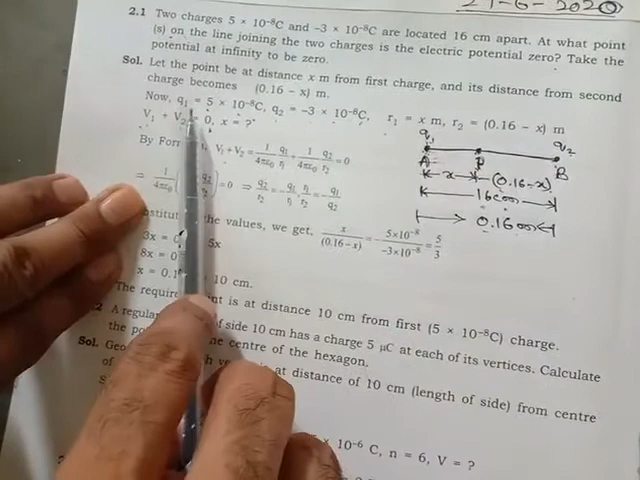 27-6-2020
2.1 Two charges 5 × 10⁻⁸C and –3 × 10⁻⁸C are located 16 cm apart. At what point
(s) on the line joining the two charges is the electric potential zero? Take the
potential at infinity to be zero.
Sol. Let the point be at distance x m from first charge, and its distance from second
charge becomes (0.16 – x) m.
Now, q₁ = 5 × 10⁻⁸C, q₂ = –3 × 10⁻⁸C, r₁ = x m, r₂ = (0.16 – x) m
V₁ + V₂ = 0, x = ?
q₁ q₂
A P B
By For V₁ + V₂ = 1/4πε₀ q₁/r₁ + 1/4πε₀ q₂/r₂ = 0
x (0.16-x)
16cm
⇒ 1/4πε₀ ( q₂/r₂ ) = 0 ⇒ q₂/r₂ = – q₁/r₁, r₁/r₂ = – q₁/q₂
0.16
the values, we get, x/(0.16 – x) = – 5×10⁻⁸/–3×10⁻⁸ = 5/3
3x = 5x
8x = 0
x = 0.1 10 cm.
The require nt is at distance 10 cm from first (5 × 10⁻⁸C) charge.
A regula of side 10 cm has a charge 5 µC at each of its vertices. Calculate
the po he centre of the hexagon.
Sol. at distance of 10 cm (length of side) from centre
of
10⁻⁶ C, n = 6, V = ?